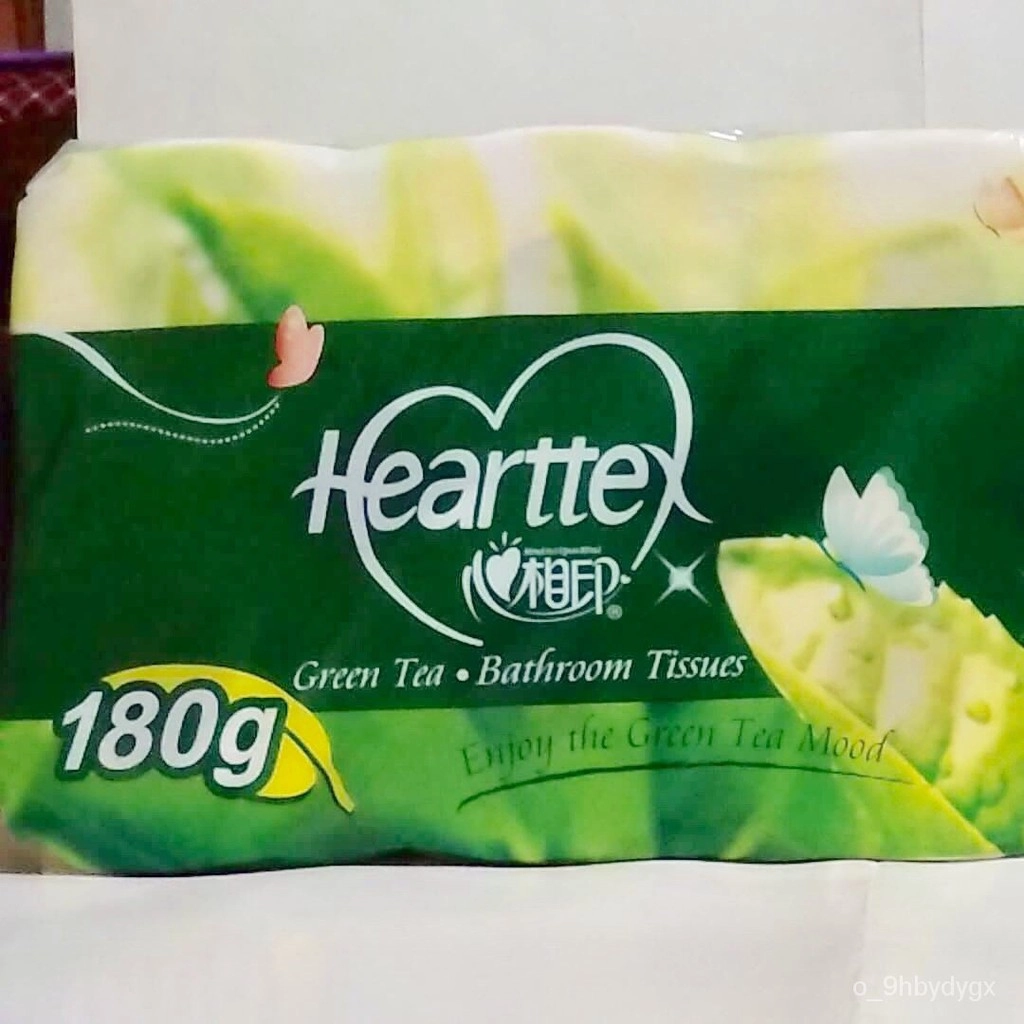 Hearttex
心相印®
Green Tea • Bathroom Tissues
180g
Enjoy the Green Tea Mood
o_9hbydygx